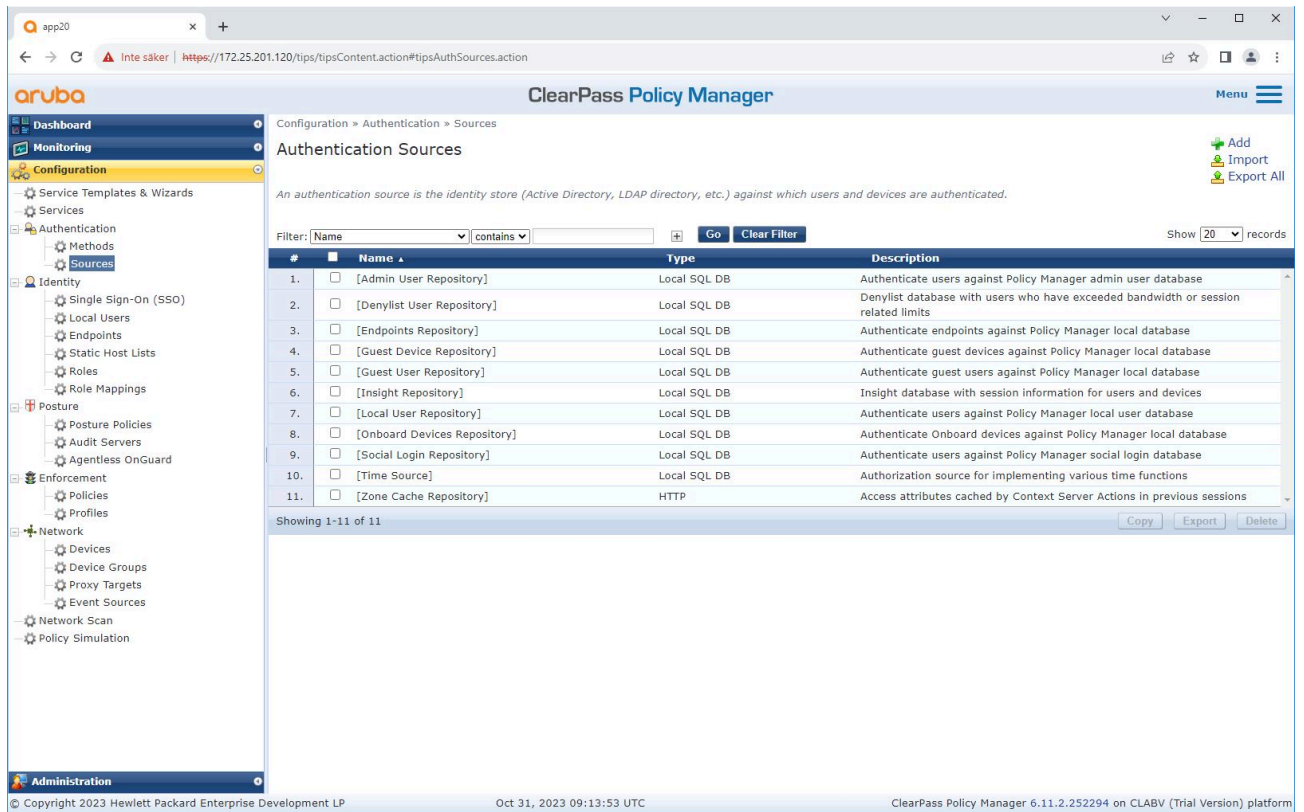 app20
Inte säker | https://172.25.201.120/tips/tipsContent.action#tipsAuthSources.action
aruba
ClearPass Policy Manager
Menu
Dashboard
Monitoring
Configuration
Service Templates & Wizards
Services
Authentication
Methods
Sources
Identity
Single Sign-On (SSO)
Local Users
Endpoints
Static Host Lists
Roles
Role Mappings
Posture
Posture Policies
Audit Servers
Agentless OnGuard
Enforcement
Policies
Profiles
Network
Devices
Device Groups
Proxy Targets
Event Sources
Network Scan
Policy Simulation
Administration
Configuration » Authentication » Sources
Authentication Sources
Add
Import
Export All
An authentication source is the identity store (Active Directory, LDAP directory, etc.) against which users and devices are authenticated.
Filter: Name contains Go Clear Filter Show 20 records
# Name Type Description
1. [Admin User Repository] Local SQL DB Authenticate users against Policy Manager admin user database
2. [Denylist User Repository] Local SQL DB Denylist database with users who have exceeded bandwidth or session
related limits
3. [Endpoints Repository] Local SQL DB Authenticate endpoints against Policy Manager local database
4. [Guest Device Repository] Local SQL DB Authenticate guest devices against Policy Manager local database
5. [Guest User Repository] Local SQL DB Authenticate guest users against Policy Manager local database
6. [Insight Repository] Local SQL DB Insight database with session information for users and devices
7. [Local User Repository] Local SQL DB Authenticate users against Policy Manager local user database
8. [Onboard Devices Repository] Local SQL DB Authenticate Onboard devices against Policy Manager local database
9. [Social Login Repository] Local SQL DB Authenticate users against Policy Manager social login database
10. [Time Source] Local SQL DB Authorization source for implementing various time functions
11. [Zone Cache Repository] HTTP Access attributes cached by Context Server Actions in previous sessions
Showing 1-11 of 11 Copy Export Delete
© Copyright 2023 Hewlett Packard Enterprise Development LP Oct 31, 2023 09:13:53 UTC ClearPass Policy Manager 6.11.2.252294 on CLABV (Trial Version) platform